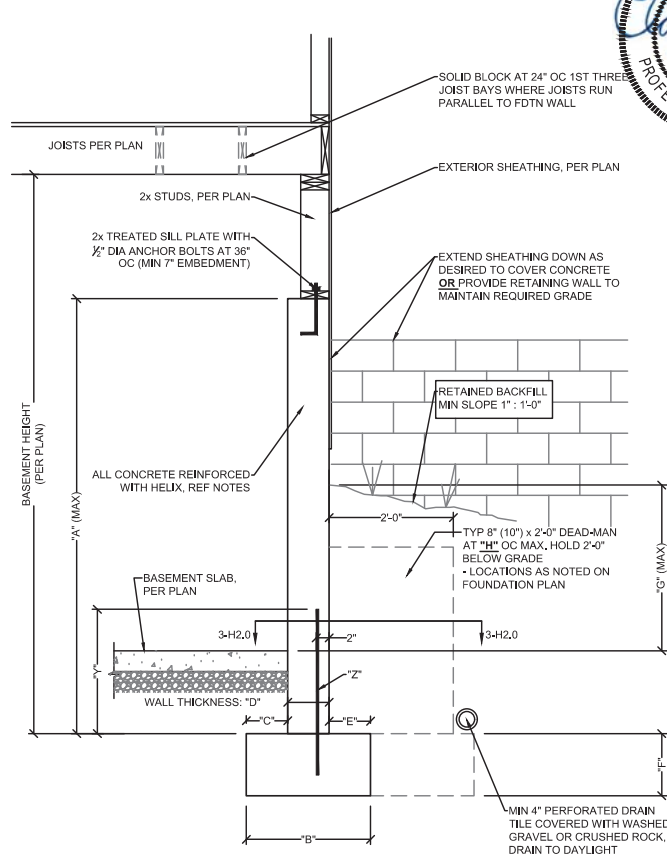 PROFE
SOLID BLOCK AT 24" OC 1ST THREE
JOIST BAYS WHERE JOISTS RUN
PARALLEL TO FDTN WALL
JOISTS PER PLAN
EXTERIOR SHEATHING, PER PLAN
2x STUDS, PER PLAN
2x TREATED SILL PLATE WITH
½" DIA ANCHOR BOLTS AT 36"
OC (MIN 7" EMBEDMENT)
EXTEND SHEATHING DOWN AS
DESIRED TO COVER CONCRETE
OR PROVIDE RETAINING WALL TO
MAINTAIN REQUIRED GRADE
BASEMENT HEIGHT
(PER PLAN)
"A" (MAX)
RETAINED BACKFILL
MIN SLOPE 1" : 1'-0"
ALL CONCRETE REINFORCED
WITH HELIX, REF NOTES
2'-0"
TYP 8" (10") x 2'-0" DEAD-MAN
AT "H" OC MAX. HOLD 2'-0"
BELOW GRADE
- LOCATIONS AS NOTED ON
FOUNDATION PLAN
"G" (MAX)
BASEMENT SLAB,
PER PLAN
3-H2.0
2"
3-H2.0
"Y"
"Z"
WALL THICKNESS: "D"
"C"
"E"
"F"
"B"
MIN 4" PERFORATED DRAIN
TILE COVERED WITH WASHED
GRAVEL OR CRUSHED ROCK,
DRAIN TO DAYLIGHT